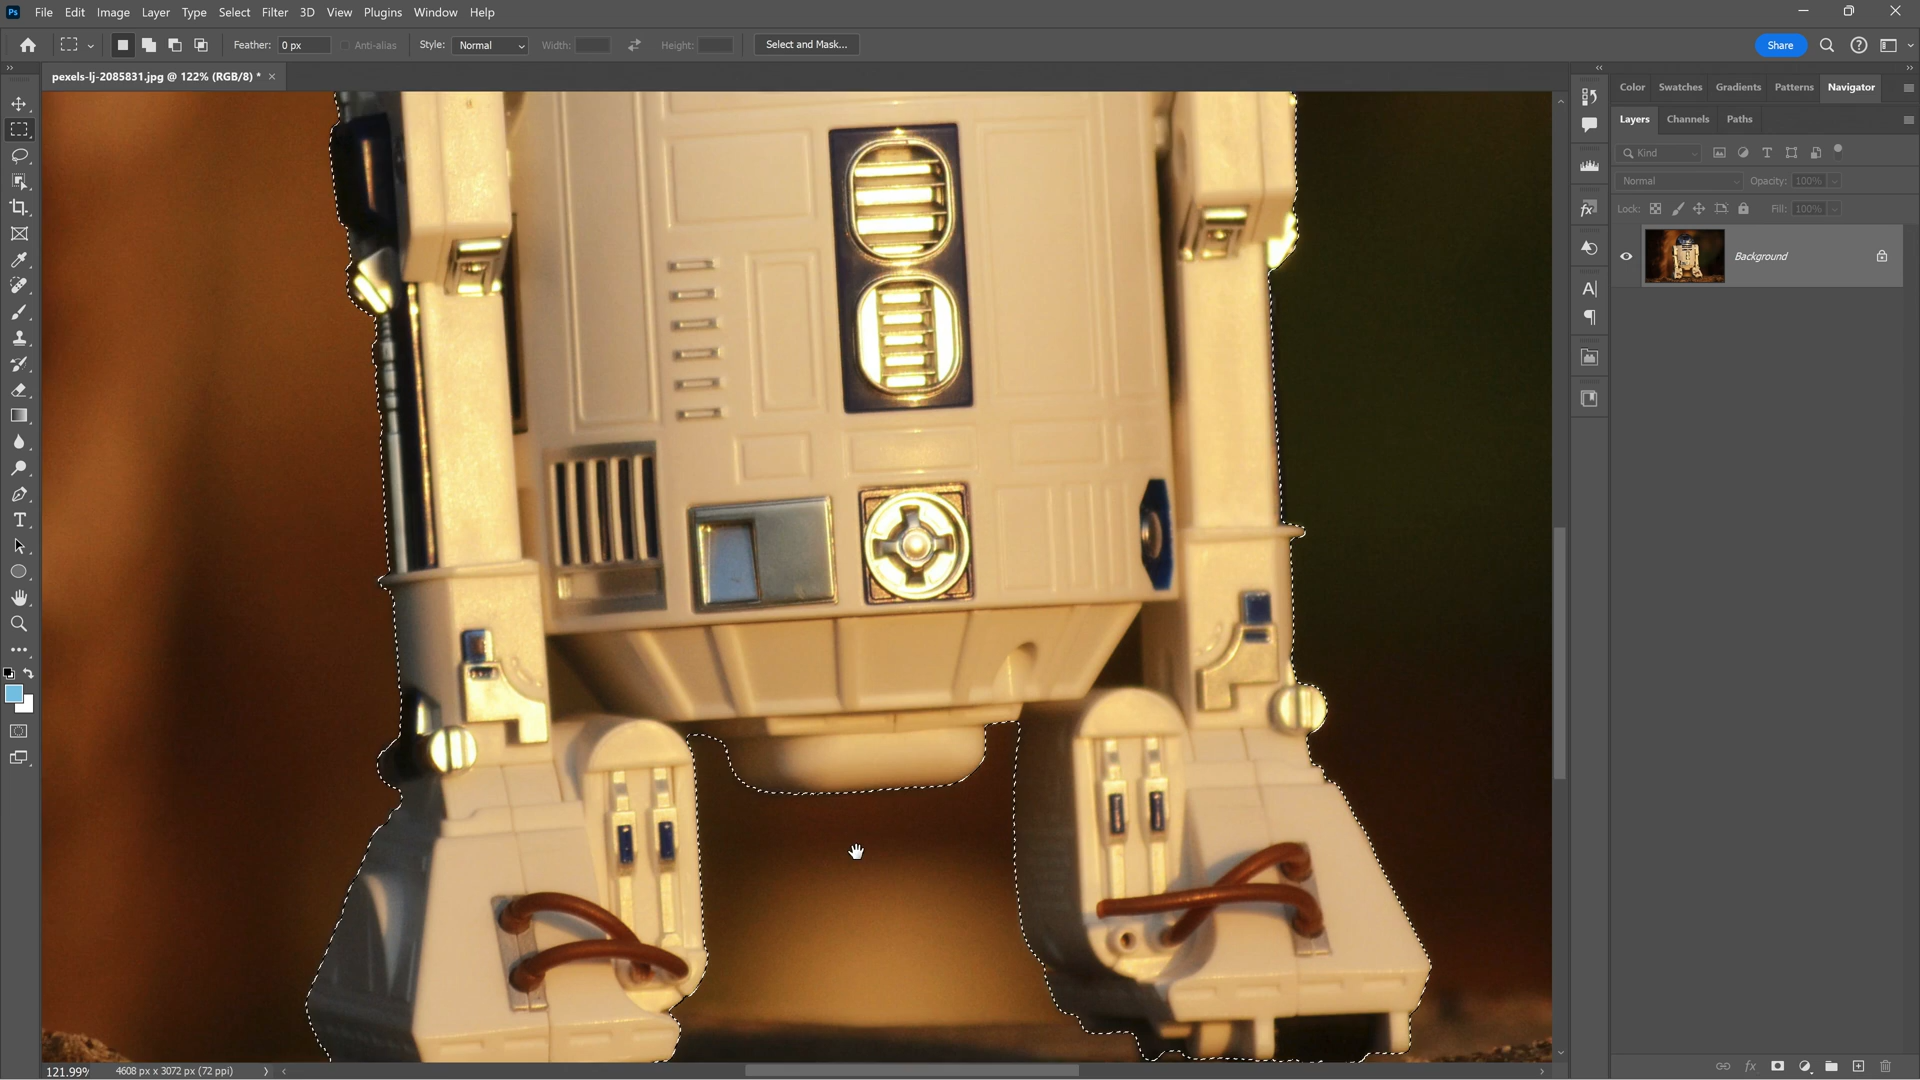 Ps File Edit Image Layer Type Select Filter 3D View Plugins Window Help
Feather: 0 px Anti-alias Style: Normal Width: Height: Select and Mask... Share
pexels-lj-2085831.jpg @ 122% (RGB/8) *
Color Swatches Gradients Patterns Navigator
Layers Channels Paths
Kind
Normal Opacity: 100%
Lock: Fill: 100%
Background
121.99% 4608 px x 3072 px (72 ppi)